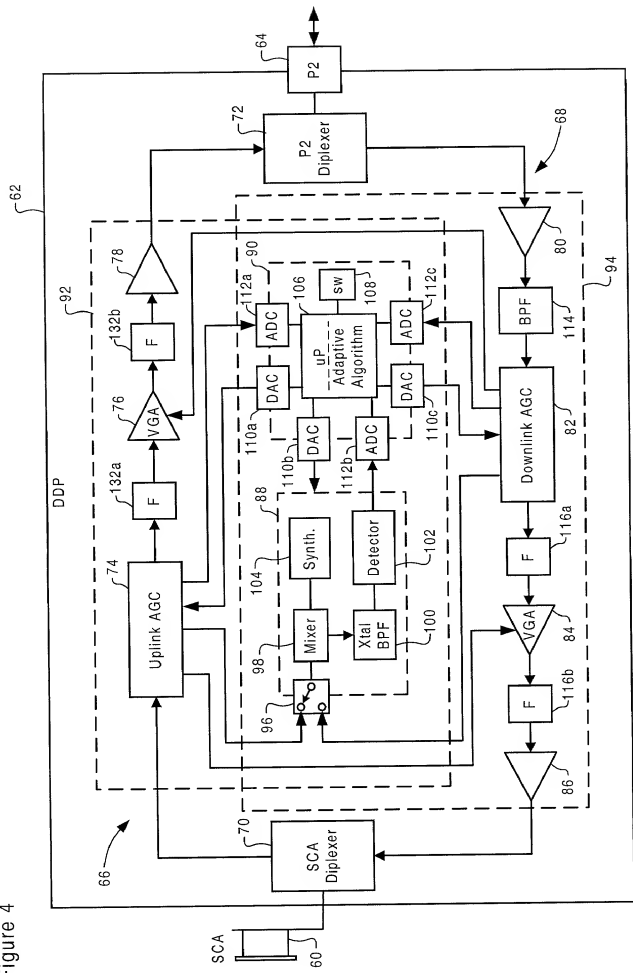 Figure 4
DDP
62
92
94
66
68
P2
64
P2
Diplexer
72
78
F
132b
VGA
76
F
132a
Uplink AGC
74
90
112a
ADC
106
sw
108
112c
ADC
uP
Adaptive
Algorithm
DAC
110a
DAC
110b
DAC
110c
ADC
112b
88
104
Synth.
Detector
102
98
Mixer
Xtal
BPF
100
96
80
BPF
114
Downlink AGC
82
F
116a
VGA
84
F
116b
86
SCA
Diplexer
70
SCA
60